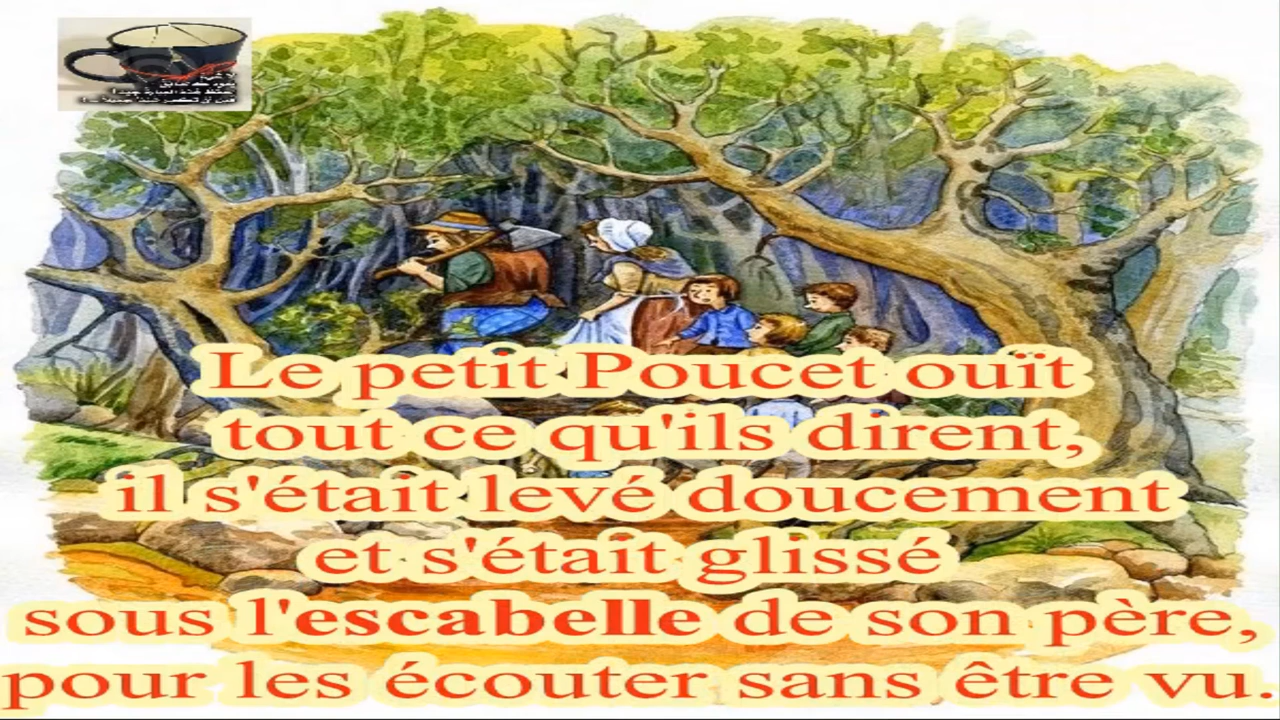 Le petit Poucet ouït
tout ce qu'ils dirent,
il s'était levé doucement
et s'était glissé
sous l'escabelle de son père,
pour les écouter sans être vu.